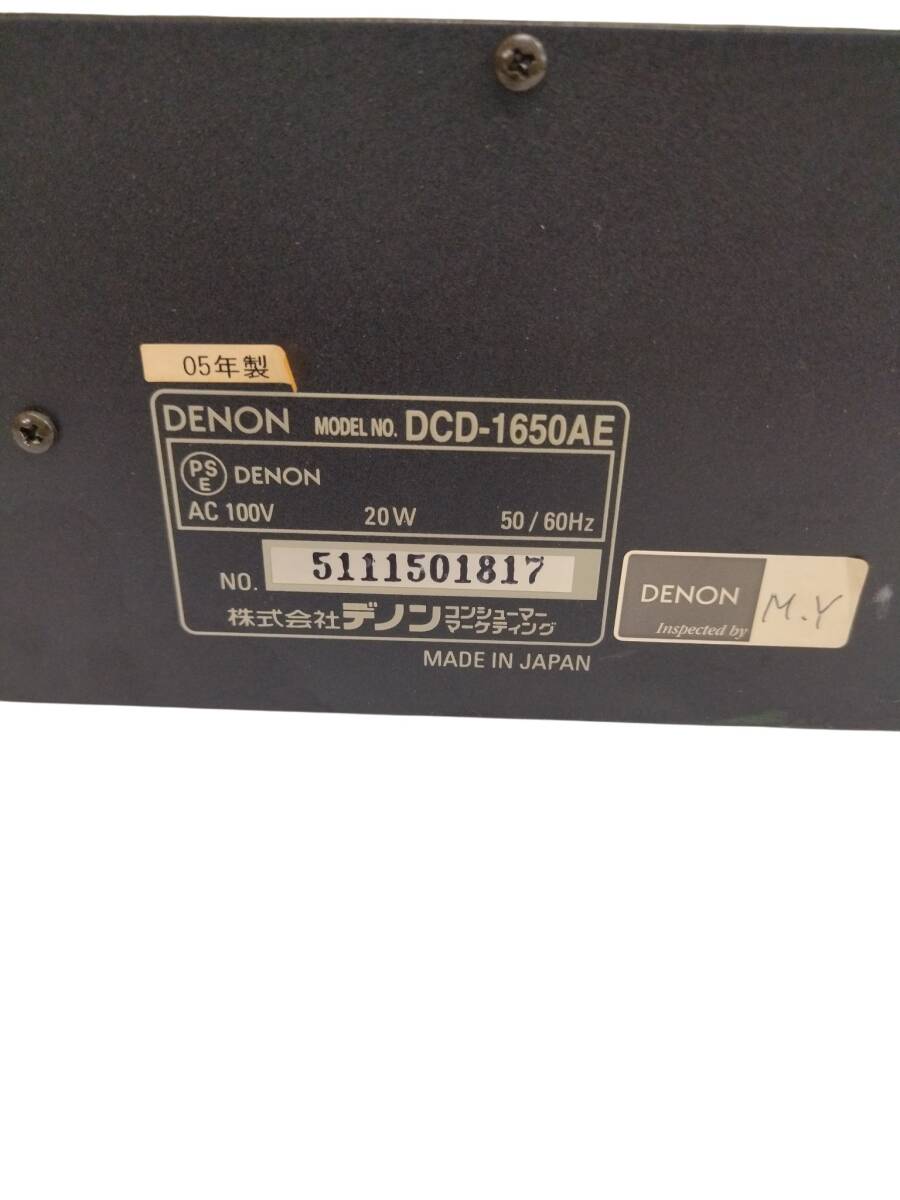 05年製
DENON MODEL NO. DCD-1650AE
PS E DENON
AC 100V 20W 50/60Hz
NO. 5111501817
株式会社デノン コンシューマー マーケティング
MADE IN JAPAN
DENON
Inspected by
M.Y